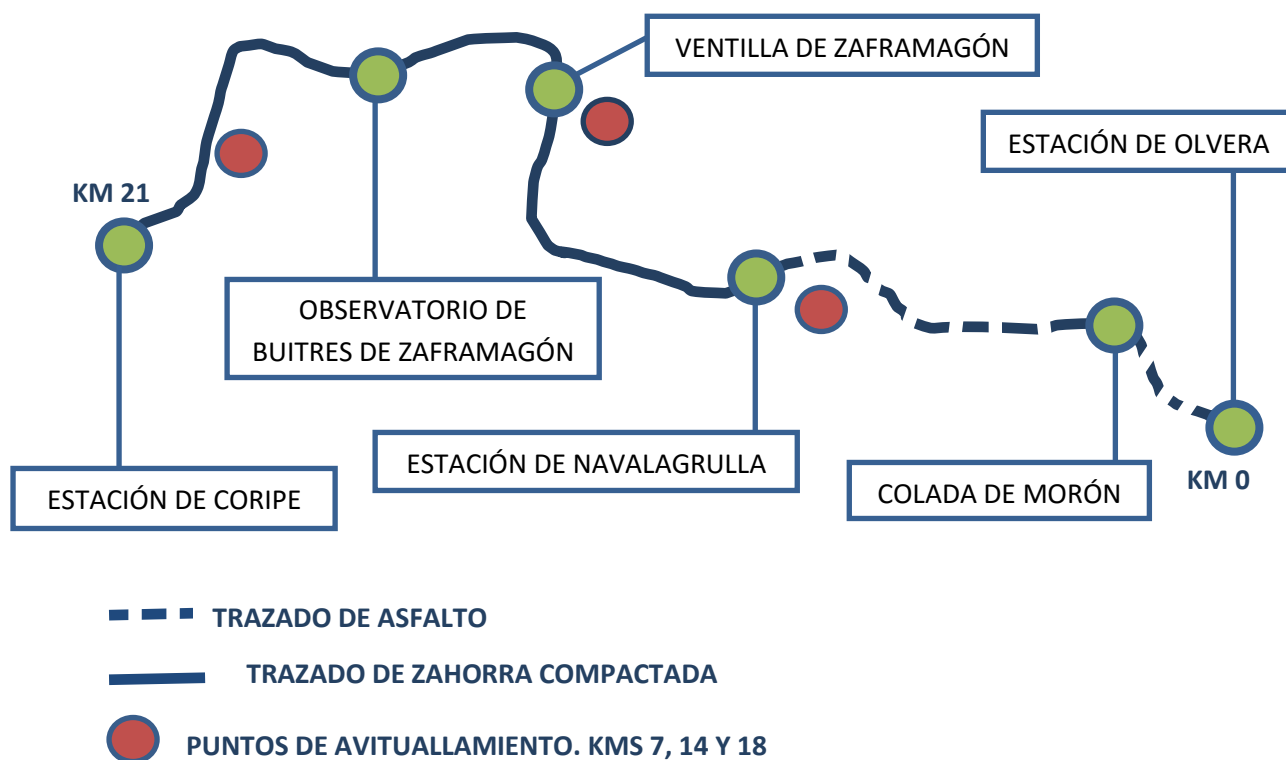 VENTILLA DE ZAFRAMAGÓN
ESTACIÓN DE OLVERA
KM 21
OBSERVATORIO DE
BUITRES DE ZAFRAMAGÓN
ESTACIÓN DE NAVALAGRULLA
ESTACIÓN DE CORIPE
COLADA DE MORÓN
KM 0
TRAZADO DE ASFALTO
TRAZADO DE ZAHORRA COMPACTADA
PUNTOS DE AVITUALLAMIENTO. KMS 7, 14 Y 18